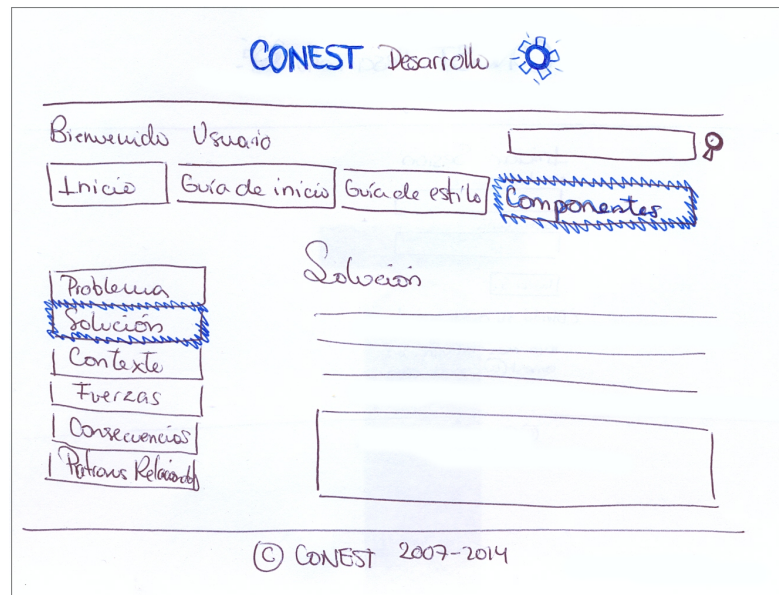 CONEST Desarrollo
Bienvenido Usuario
Inicio Guía de inicio Guía de estilo Componentes
Solución
Problema
Solución
Contexto
Fuerzas
Consecuencias
Patrones Relacionados
© CONEST 2007-2014